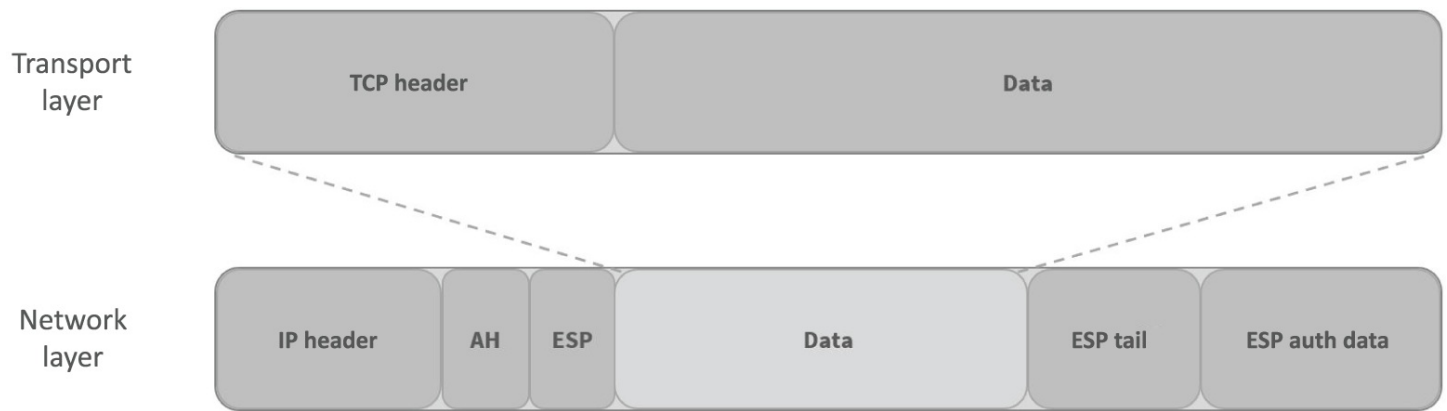 Transport
layer
TCP header
Data
Network
layer
IP header
AH
ESP
Data
ESP tail
ESP auth data